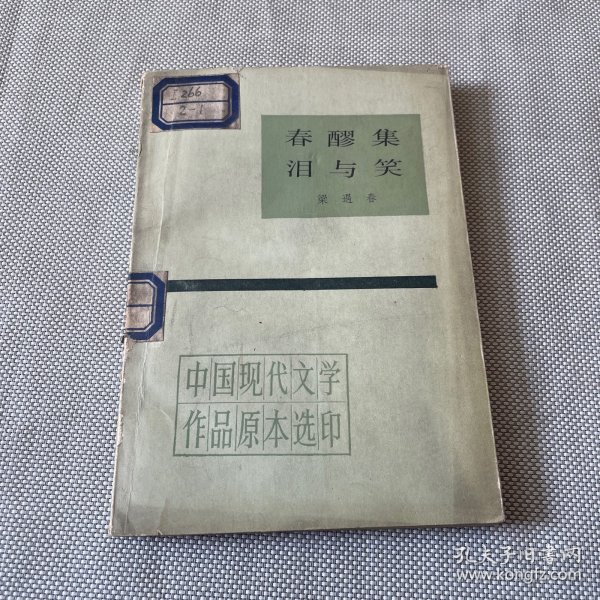 I266
2-1
春醪集
泪与笑
梁遇春
中国现代文学
作品原本选印
孔夫子旧书网
www.kongfz.com